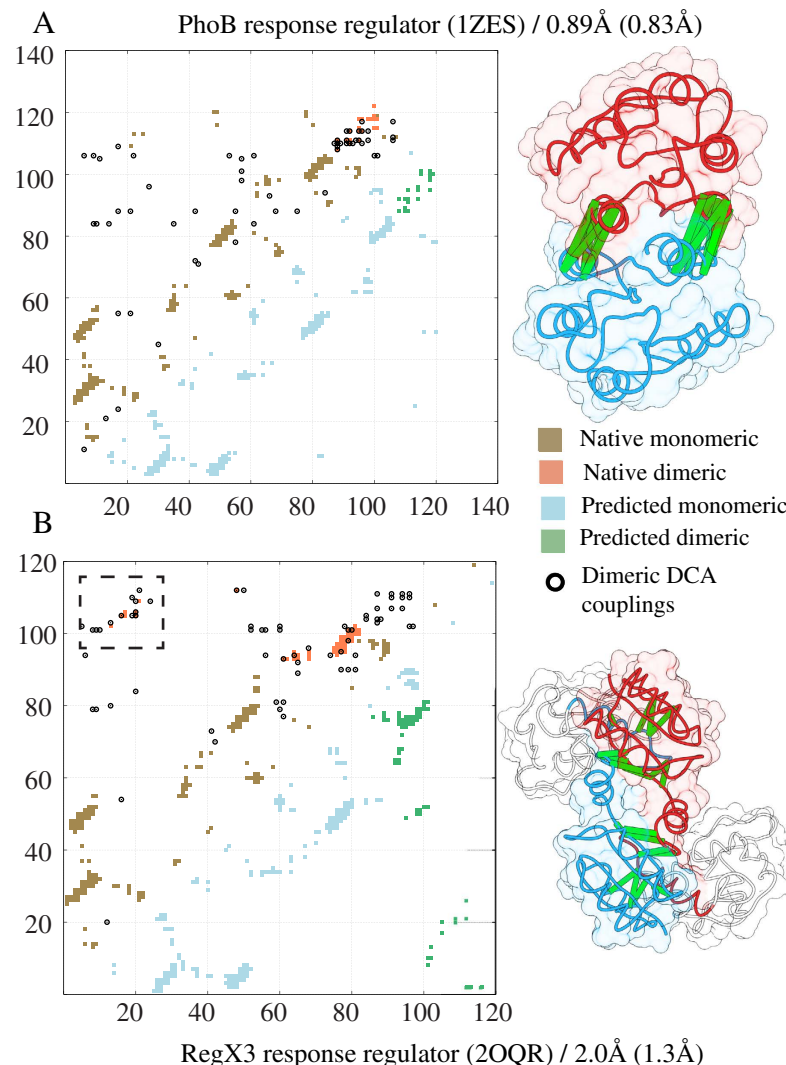 A
PhoB response regulator (1ZES) / 0.89Å (0.83Å)
140
120
100
80
60
40
20
20 40 60 80 100 120 140
Native monomeric
Native dimeric
Predicted monomeric
Predicted dimeric
Dimeric DCA
couplings
B
120
100
80
60
40
20
20 40 60 80 100 120
RegX3 response regulator (2OQR) / 2.0Å (1.3Å)